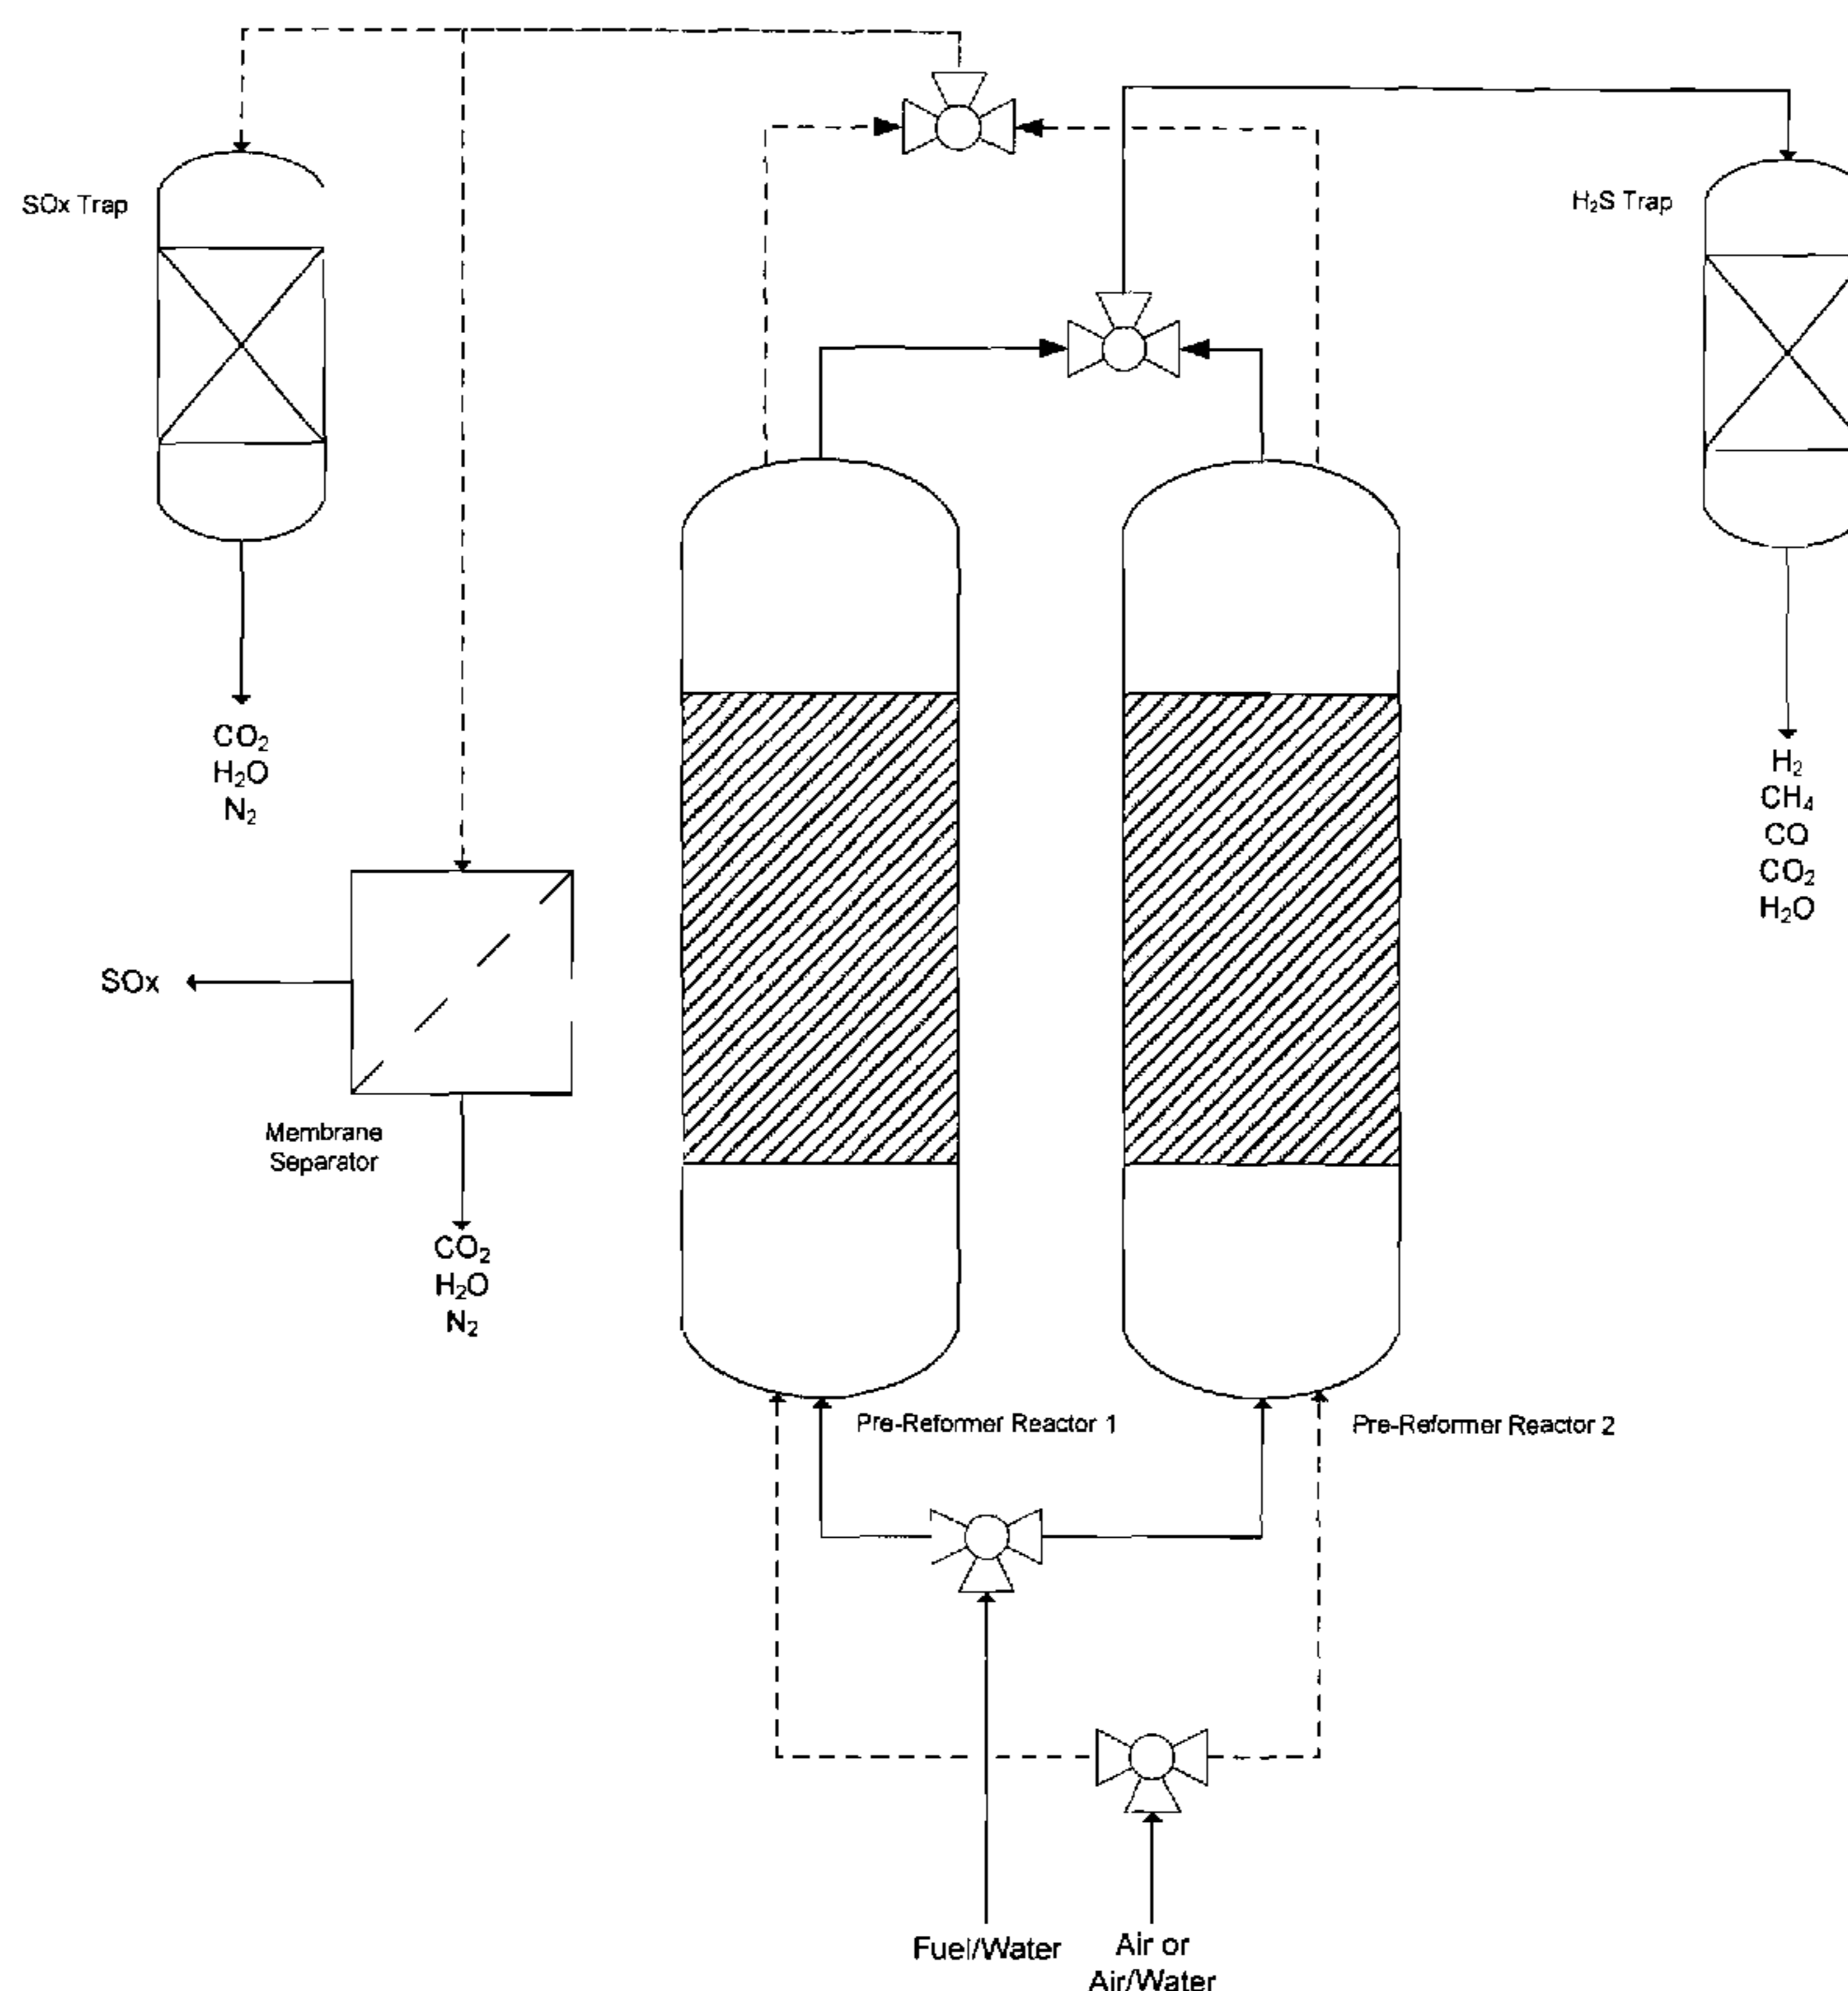 SOx Trap
H₂S Trap
CO₂
H₂O
N₂
H₂
CH₄
CO
CO₂
H₂O
SOx
Membrane
Separator
CO₂
H₂O
N₂
Pre-Reformer Reactor 1
Pre-Reformer Reactor 2
Fuel/Water
Air or
Air/Water